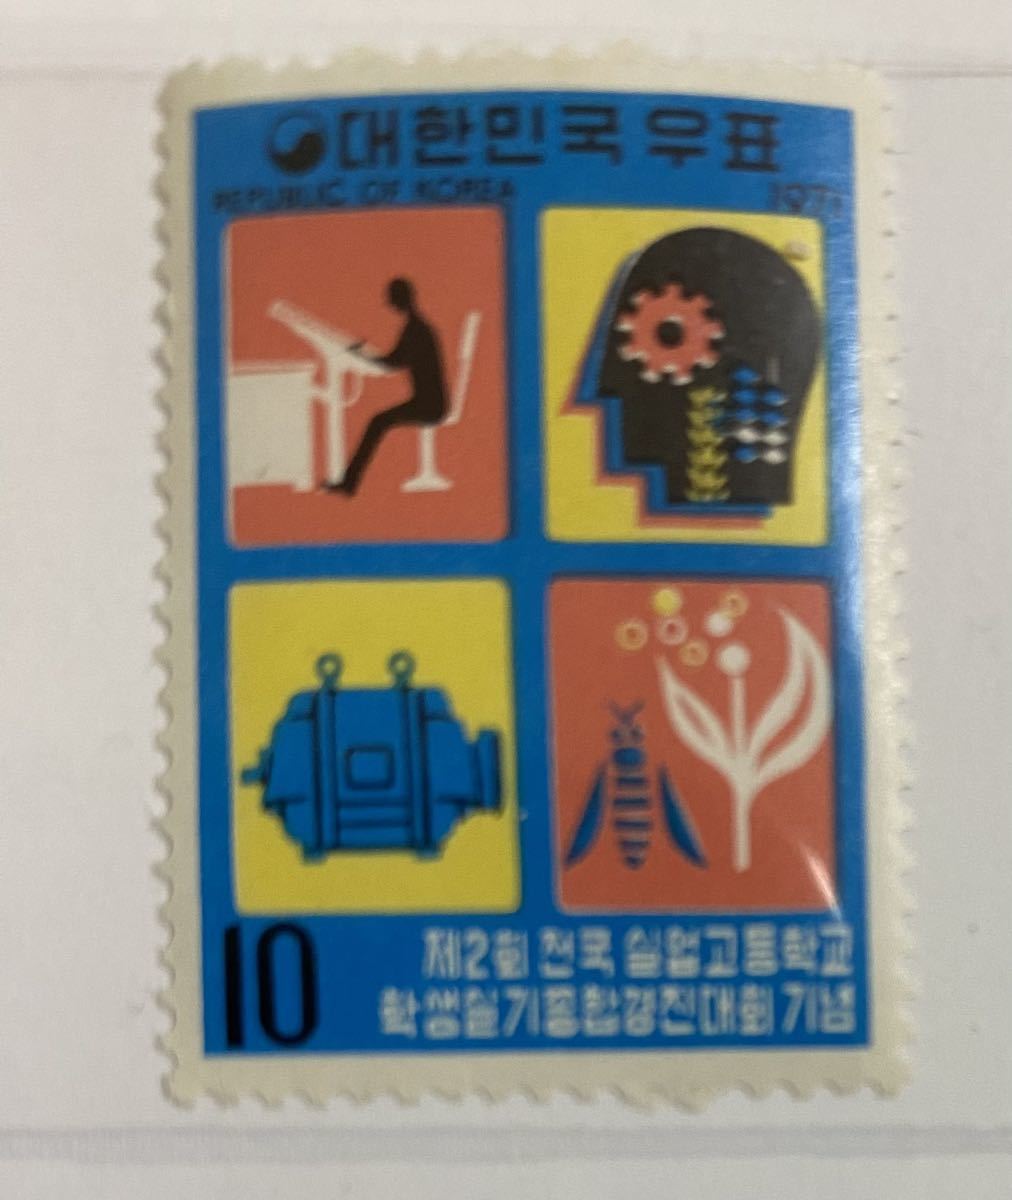 대한민국 우표
REPUBLIC OF KOREA 1971
10
제2회 전국 실업고등학교
학생실기종합경진대회 기념